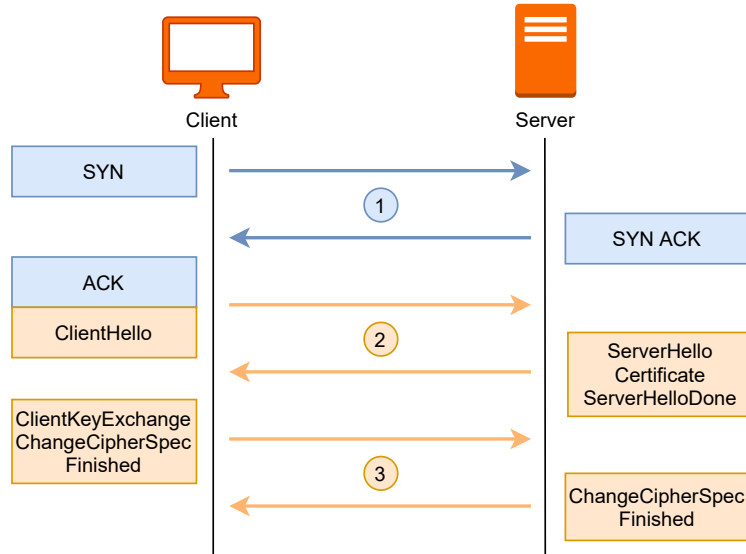 Client
Server
SYN
1
SYN ACK
ACK
ClientHello
2
ServerHello
Certificate
ServerHelloDone
ClientKeyExchange
ChangeCipherSpec
Finished
3
ChangeCipherSpec
Finished